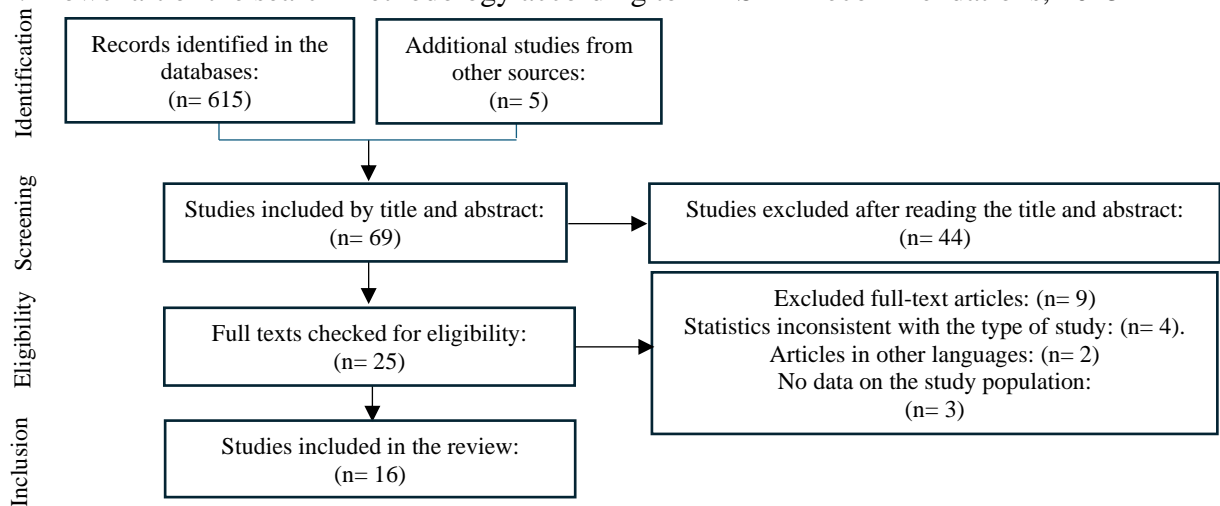 Identification
Records identified in the
databases:
(n= 615)
Additional studies from
other sources:
(n= 5)
Screening
Studies included by title and abstract:
(n= 69)
Studies excluded after reading the title and abstract:
(n= 44)
Eligibility
Full texts checked for eligibility:
(n= 25)
Excluded full-text articles: (n= 9)
Statistics inconsistent with the type of study: (n= 4).
Articles in other languages: (n= 2)
No data on the study population:
(n= 3)
Inclusion
Studies included in the review:
(n= 16)